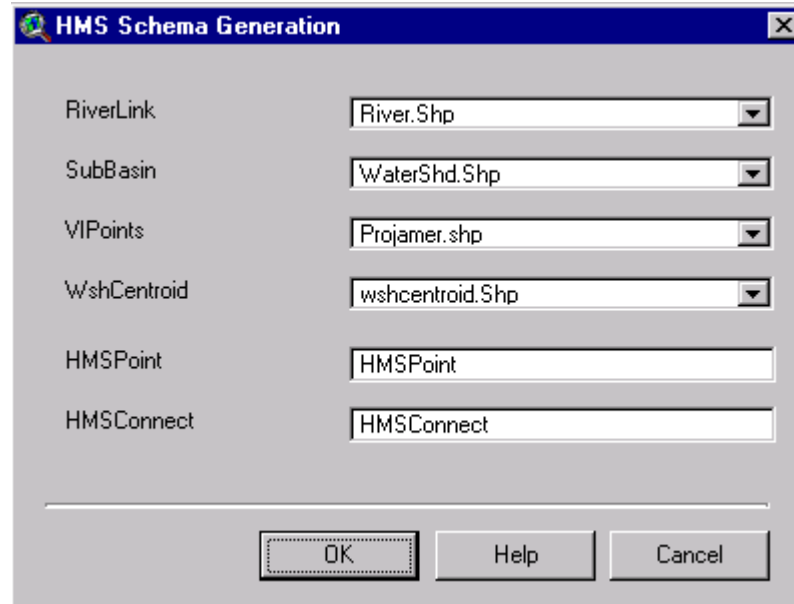 HMS Schema Generation
RiverLink River.Shp
SubBasin WaterShd.Shp
VIPoints Projamer.shp
WshCentroid wshcentroid.Shp
HMSPoint HMSPoint
HMSConnect HMSConnect
OK Help Cancel